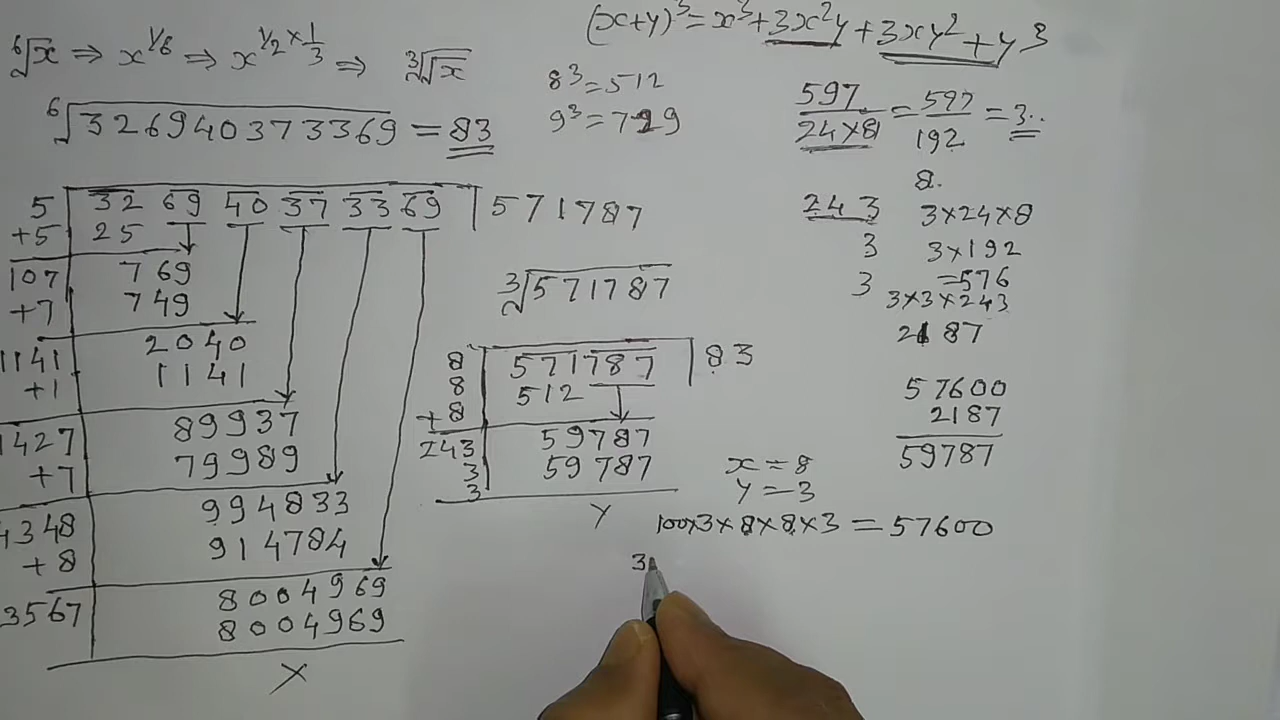 (x+y)³ = x³+3x²y+3xy²+y³
⁶√x ⇒ x^1/6 ⇒ x^1/2×1/3 ⇒ ³√√x
8³=512
9³=729
⁶√326940373369 = 83
597/24×8 = 597/192 = 3..
8.
5 | 32 69 40 37 33 69 | 571787
+5 | 25
107 | 769
+7 | 749
1141 | 2040
+1 | 1141
1427 | 89937
+7 | 79989
4348 | 994833
+8 | 914784
3567 | 8004969
8004969
X
³√571787
8 | 571787 | 83
8 | 512
+8
243 | 59787
3 | 59787
3
Y
243 3×24×8
3 3×192
3 =576
3×3×243
2187
57600
2187
59787
x=8
y=3
100×3×8×8×3 = 57600
3